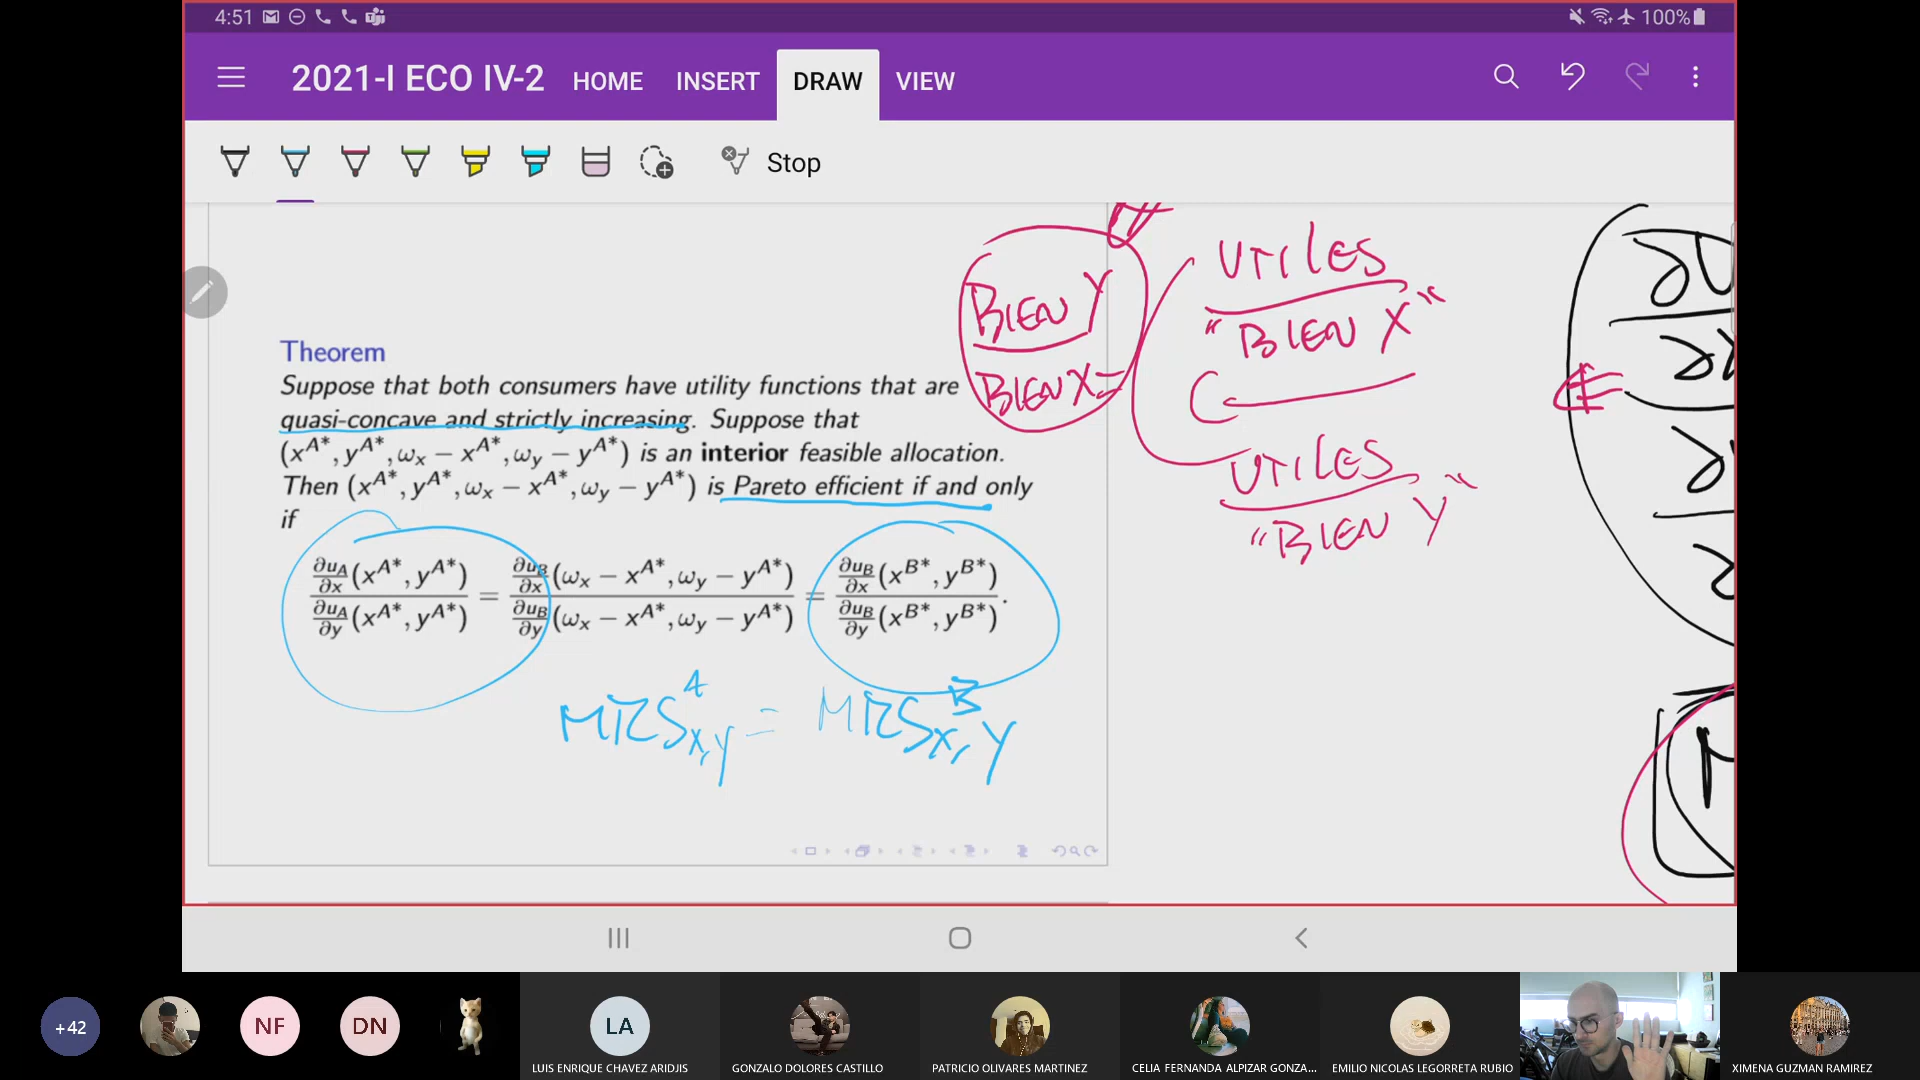 4:51 100%
2021-I ECO IV-2 HOME INSERT DRAW VIEW
Stop
Theorem
Suppose that both consumers have utility functions that are
quasi-concave and strictly increasing. Suppose that
(x^{A*}, y^{A*}, ω_x − x^{A*}, ω_y − y^{A*}) is an interior feasible allocation.
Then (x^{A*}, y^{A*}, ω_x − x^{A*}, ω_y − y^{A*}) is Pareto efficient if and only
if
∂u_A/∂x (x^{A*}, y^{A*}) / ∂u_A/∂y (x^{A*}, y^{A*}) = ∂u_B/∂x (ω_x − x^{A*}, ω_y − y^{A*}) / ∂u_B/∂y (ω_x − x^{A*}, ω_y − y^{A*}) = ∂u_B/∂x (x^{B*}, y^{B*}) / ∂u_B/∂y (x^{B*}, y^{B*}).
MRS^A_{x,y} = MRS^B_{x,y}
BIEN Y
BIEN X =
UTILES
"BIEN X"
UTILES
"BIEN Y"
∂U
+42
NF
DN
LA
LUIS ENRIQUE CHAVEZ ARIDJIS
GONZALO DOLORES CASTILLO
PATRICIO OLIVARES MARTINEZ
CELIA FERNANDA ALPIZAR GONZA...
EMILIO NICOLAS LEGORRETA RUBIO
XIMENA GUZMAN RAMIREZ